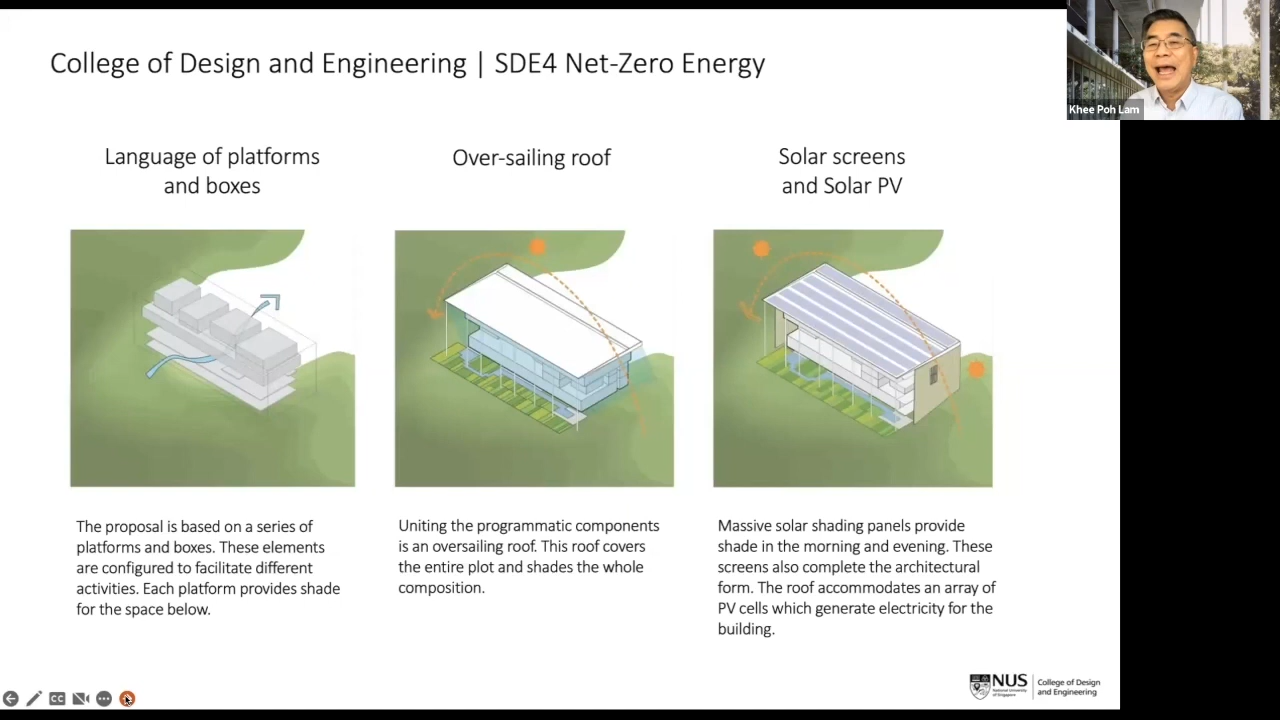 College of Design and Engineering | SDE4 Net-Zero Energy
Khee Poh Lam
Language of platforms
and boxes
Over-sailing roof
Solar screens
and Solar PV
The proposal is based on a series of
platforms and boxes. These elements
are configured to facilitate different
activities. Each platform provides shade
for the space below.
Uniting the programmatic components
is an oversailing roof. This roof covers
the entire plot and shades the whole
composition.
Massive solar shading panels provide
shade in the morning and evening. These
screens also complete the architectural
form. The roof accommodates an array of
PV cells which generate electricity for the
building.
CC
NUS
National University
of Singapore
College of Design
and Engineering